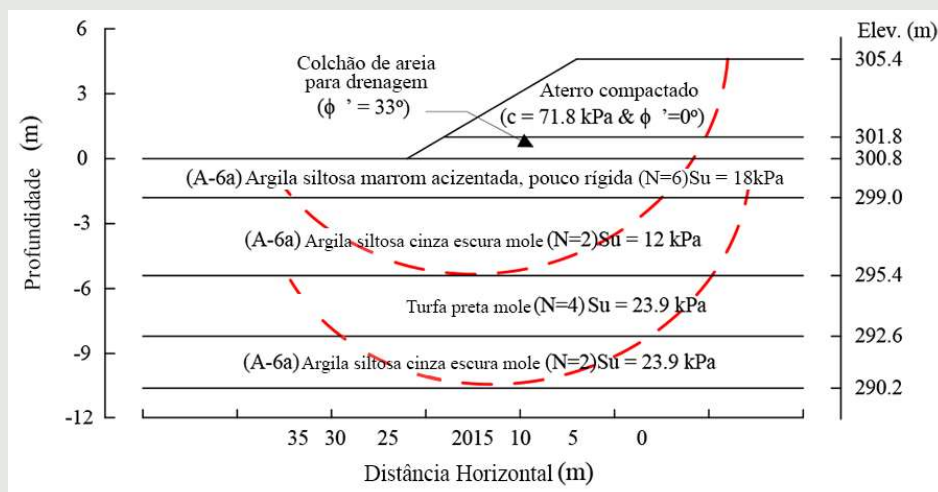 6
3
0
-3
-6
-9
-12
Profundidade (m)
Colchão de areia
para drenagem
(ϕ ’ = 33º)
Aterro compactado
(c = 71.8 kPa & ϕ ’=0º)
(A-6a) Argila siltosa marrom acizentada, pouco rígida (N=6)Su = 18kPa
(A-6a) Argila siltosa cinza escura mole (N=2)Su = 12 kPa
Turfa preta mole (N=4) Su = 23.9 kPa
(A-6a) Argila siltosa cinza escura mole (N=2)Su = 23.9 kPa
Elev. (m)
305.4
301.8
300.8
299.0
295.4
292.6
290.2
35 30 25 2015 10 5 0
Distância Horizontal (m)